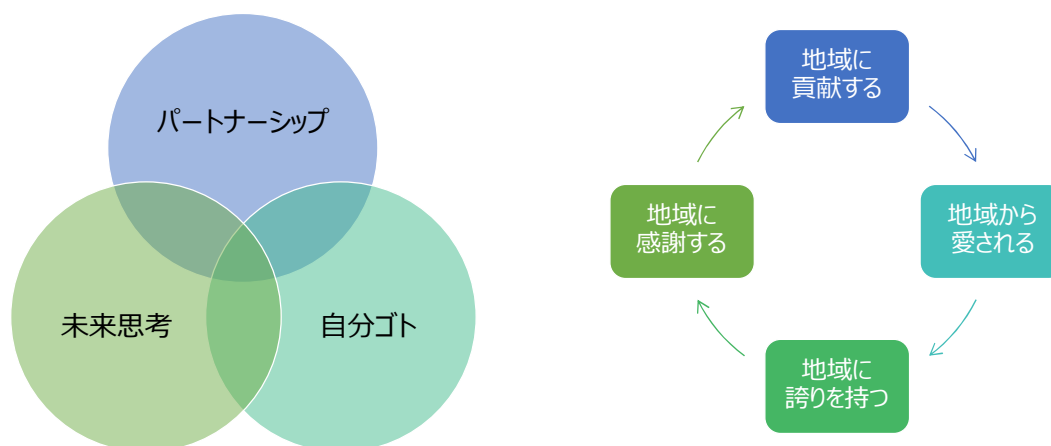 パートナーシップ
未来思考
自分ゴト
地域に
貢献する
地域から
愛される
地域に
誇りを持つ
地域に
感謝する